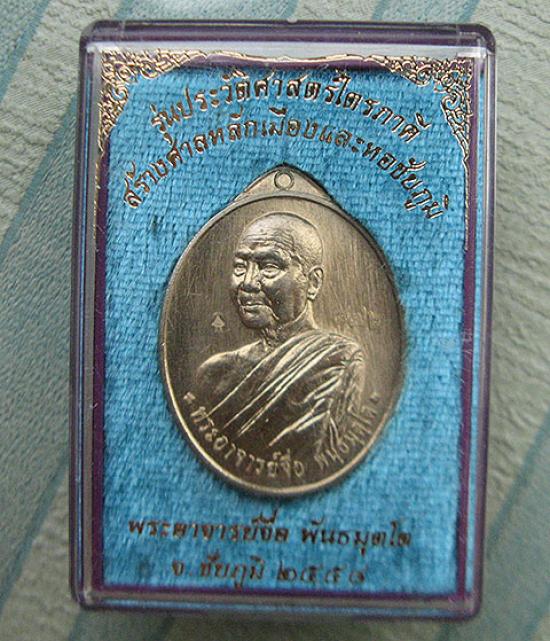 รุ่นประวัติศาสตร์ไตรภาคี
สร้างศาลหลักเมืองและหอชัยภูมิ
พระอาจารย์จื่อ พันธมุตโต
พระอาจารย์จื่อ พันธมุตโต
จ.ชัยภูมิ ๒๕๕๘